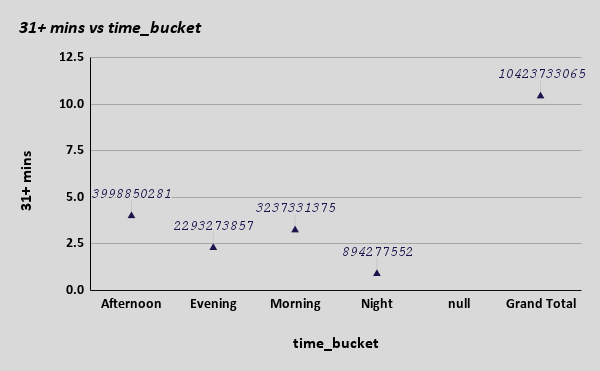 31+ mins vs time_bucket
12.5
10423733065
10.0
7.5
31+ mins
5.0
3998850281
3237331375
2293273857
2.5
894277552
0.0
Afternoon Evening Morning Night null Grand Total
time_bucket